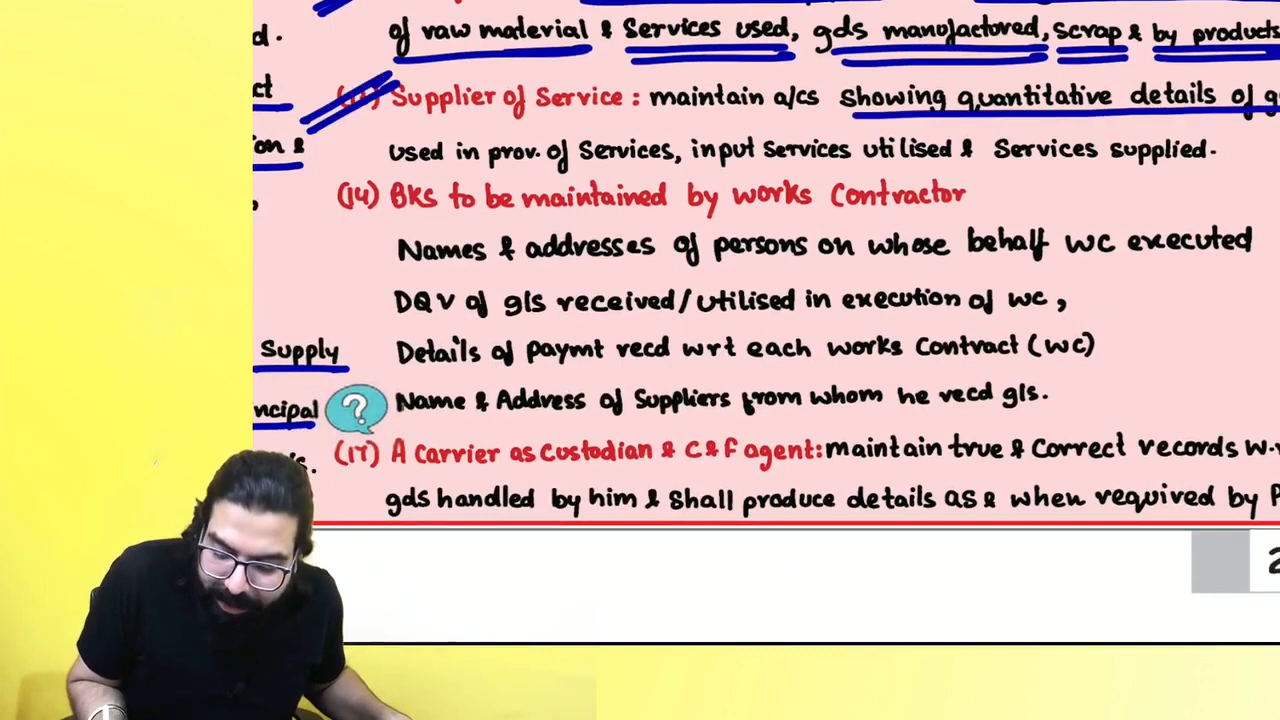 d.
of raw material & Services used, gds manufactured, scrap & by products
ct
Supplier of Service : maintain a/cs showing quantitative details of
ion &
used in prov. of Services, input services utilised & Services supplied.
(14) BKS to be maintained by works Contractor
Names & addresses of persons on whose behalf WC executed
DQV of g/s received/utilised in execution of WC,
Supply
Details of paymt recd wrt each works Contract (WC)
ncipal
? Name & Address of Suppliers from whom he recd g/s.
s.
(17) A Carrier as Custodian & C & F agent: maintain true & Correct records w.
gds handled by him & shall produce details as & when required by P
2